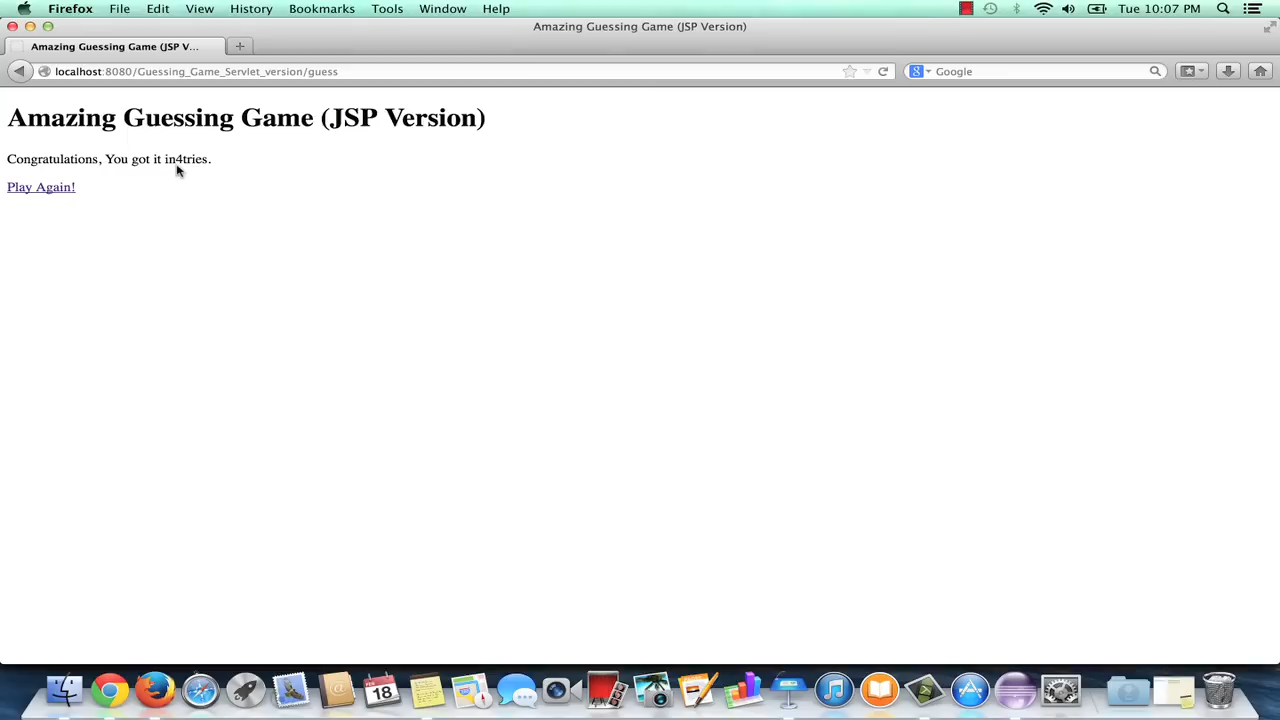 Firefox File Edit View History Bookmarks Tools Window Help Tue 10:07 PM
Amazing Guessing Game (JSP Version)
Amazing Guessing Game (JSP V... +
localhost:8080/Guessing_Game_Servlet_version/guess 8 Google
Amazing Guessing Game (JSP Version)
Congratulations, You got it in4tries.
Play Again!
18